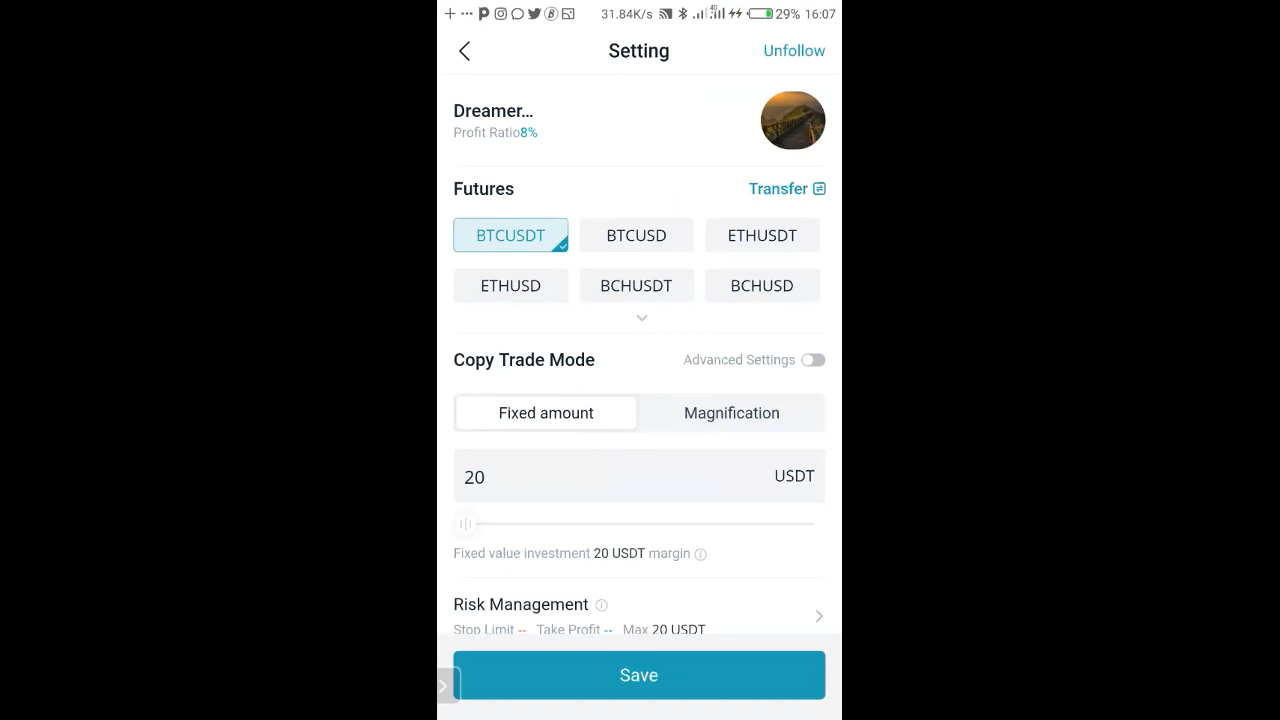 31.84K/s 4G 29% 16:07
Setting Unfollow
Dreamer...
Profit Ratio8%
Futures Transfer
BTCUSDT BTCUSD ETHUSDT
ETHUSD BCHUSDT BCHUSD
Copy Trade Mode Advanced Settings
Fixed amount Magnification
20 USDT
Fixed value investment 20 USDT margin
Risk Management
Stop Limit -- Take Profit -- Max 20 USDT
Save